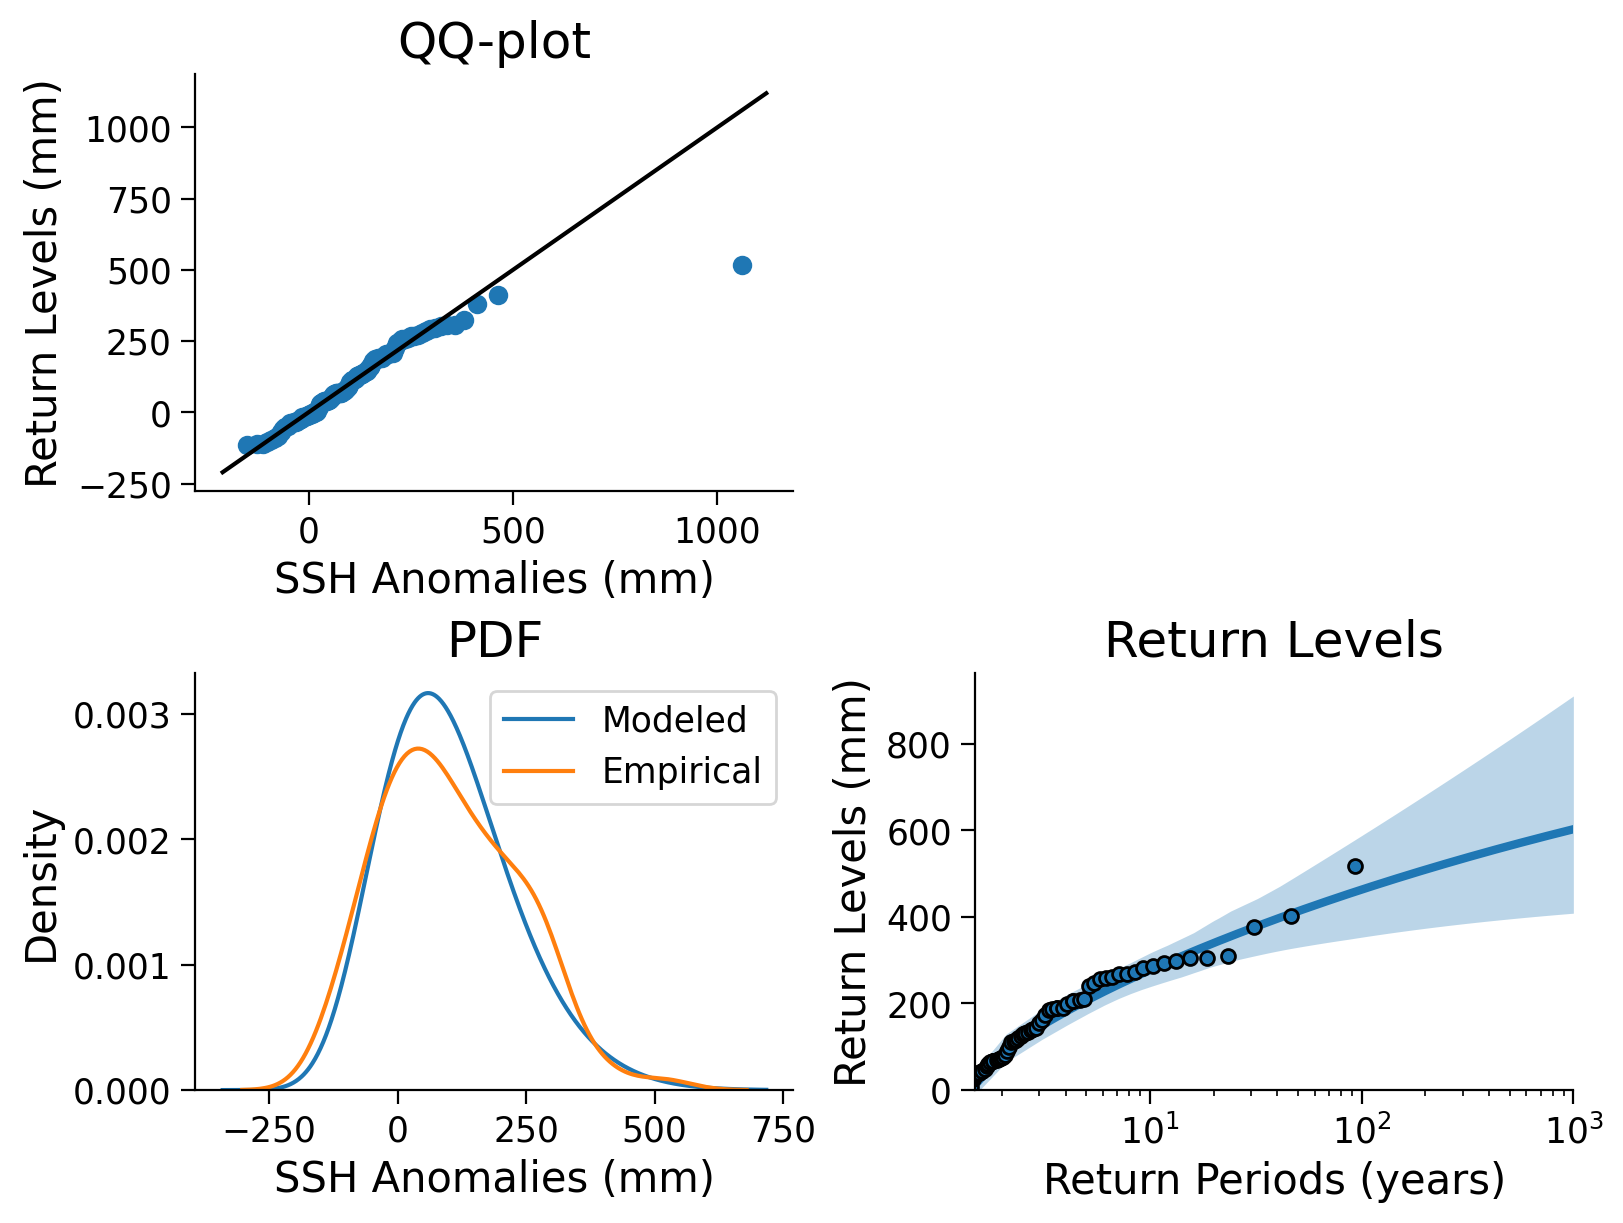 QQ-plot
Return Levels (mm)
1000
750
500
250
0
−250
0
500
1000
SSH Anomalies (mm)
PDF
Density
0.003
0.002
0.001
0.000
Modeled
Empirical
−250
0
250
500
750
SSH Anomalies (mm)
Return Levels
Return Levels (mm)
800
600
400
200
0
10¹
10²
10³
Return Periods (years)